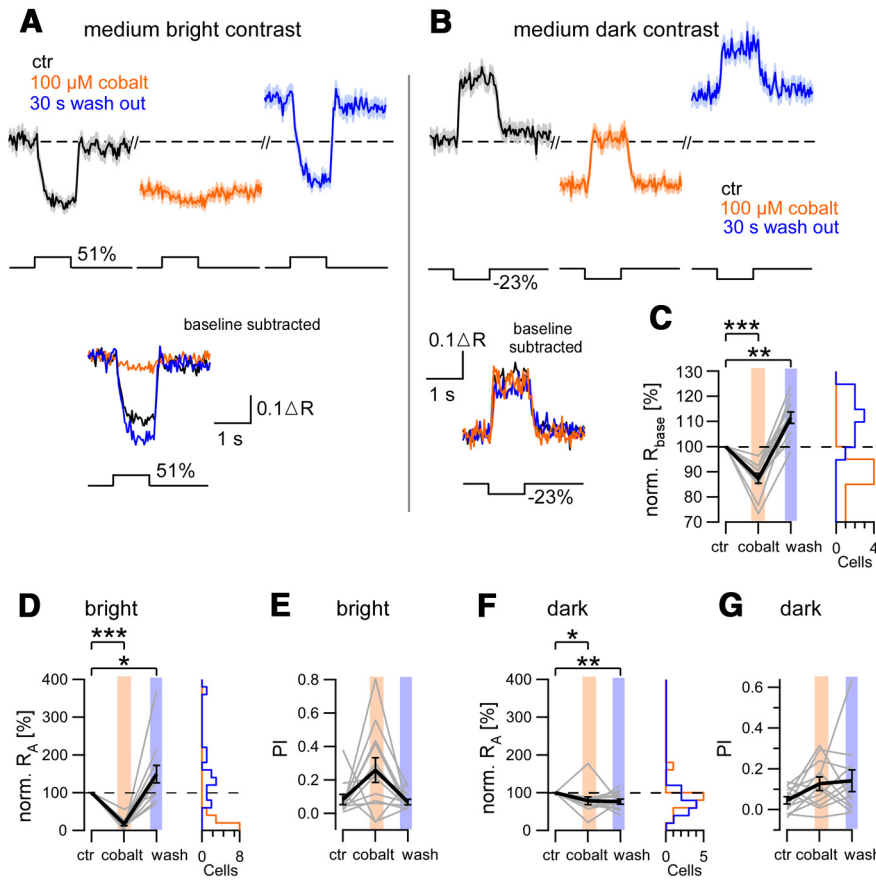 A
medium bright contrast
ctr
100 µM cobalt
30 s wash out
//
//
51%
baseline subtracted
0.1△R
1 s
51%
B
medium dark contrast
//
//
ctr
100 µM cobalt
30 s wash out
-23%
baseline
subtracted
0.1△R
1 s
-23%
C
***
**
norm. Rbase [%]
130
120
110
100
90
80
70
ctr cobalt wash
0 4
Cells
D bright
***
*
norm. RA [%]
400
300
200
100
0
ctr cobalt wash
0 8
Cells
E bright
PI
0.8
0.6
0.4
0.2
0.0
ctr cobalt wash
F dark
*
**
norm. RA [%]
400
300
200
100
0
ctr cobalt wash
0 5
Cells
G dark
PI
0.6
0.4
0.2
0.0
ctr cobalt wash